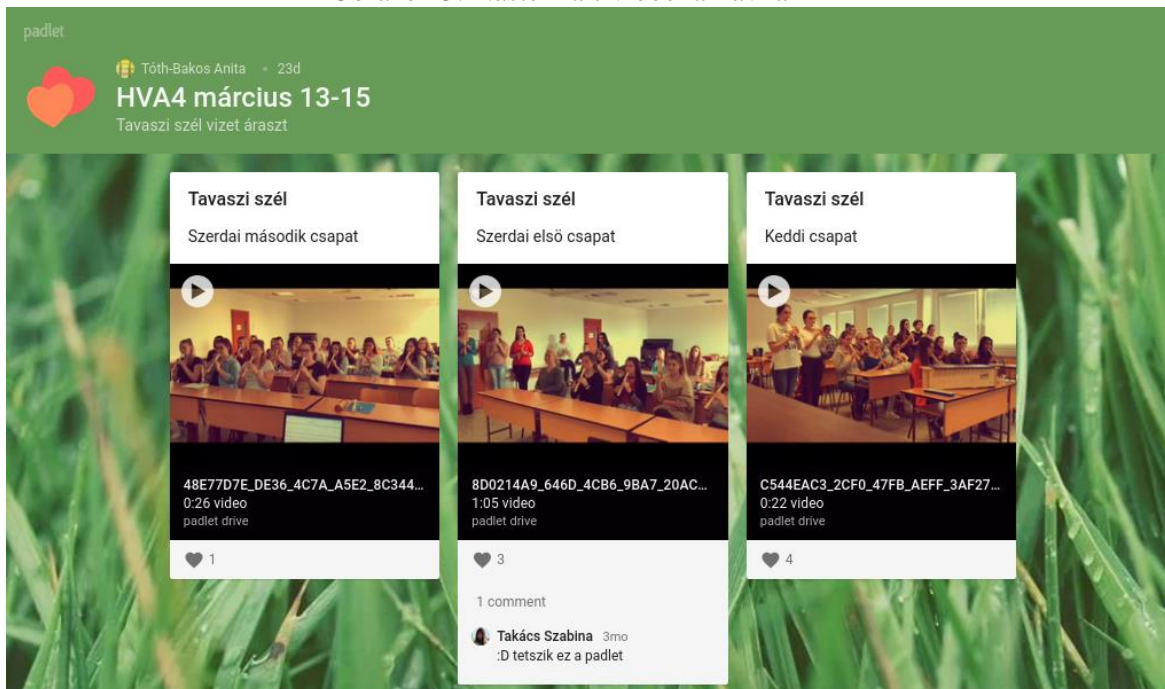 padlet
Tóth-Bakos Anita • 23d
HVA4 március 13-15
Tavaszi szél vizet áraszt
Tavaszi szél
Szerdai második csapat
48E77D7E_DE36_4C7A_A5E2_8C344...
0:26 video
padlet drive
1
Tavaszi szél
Szerdai elsö csapat
8D0214A9_646D_4CB6_9BA7_20AC...
1:05 video
padlet drive
3
1 comment
Takács Szabina 3mo
:D tetszik ez a padlet
Tavaszi szél
Keddi csapat
C544EAC3_2CF0_47FB_AEFF_3AF27...
0:22 video
padlet drive
4